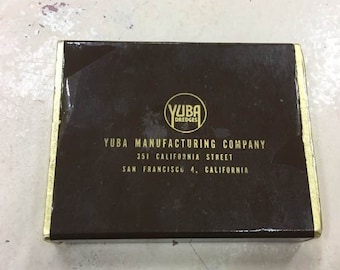 YUBA
DREDGES
YUBA MANUFACTURING COMPANY
351 CALIFORNIA STREET
SAN FRANCISCO 4, CALIFORNIA